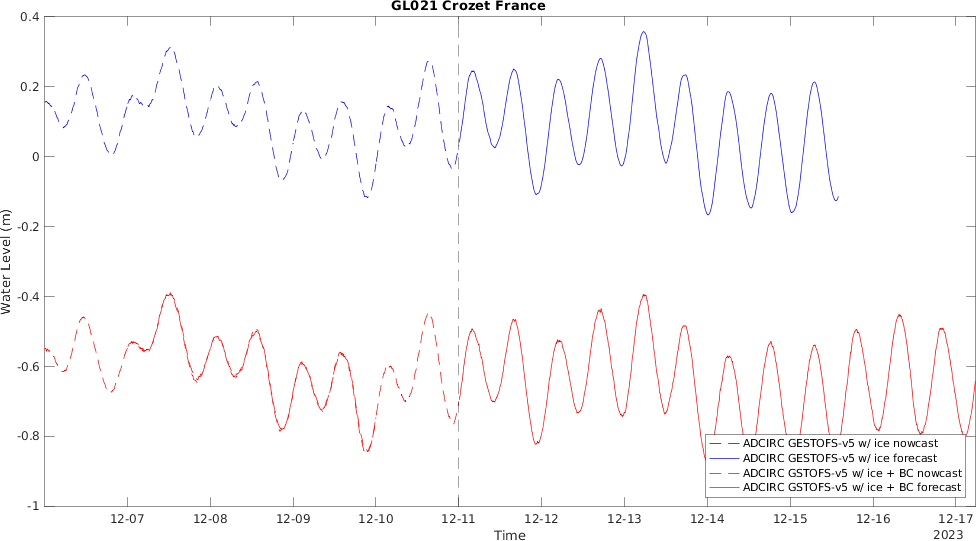 GL021 Crozet France
0.4
0.2
0
-0.2
-0.4
-0.6
-0.8
-1
Water Level (m)
ADCIRC GESTOFS-v5 w/ ice nowcast
ADCIRC GESTOFS-v5 w/ ice forecast
ADCIRC GSTOFS-v5 w/ ice + BC nowcast
ADCIRC GSTOFS-v5 w/ ice + BC forecast
12-07 12-08 12-09 12-10 12-11 12-12 12-13 12-14 12-15 12-16 12-17
Time
2023